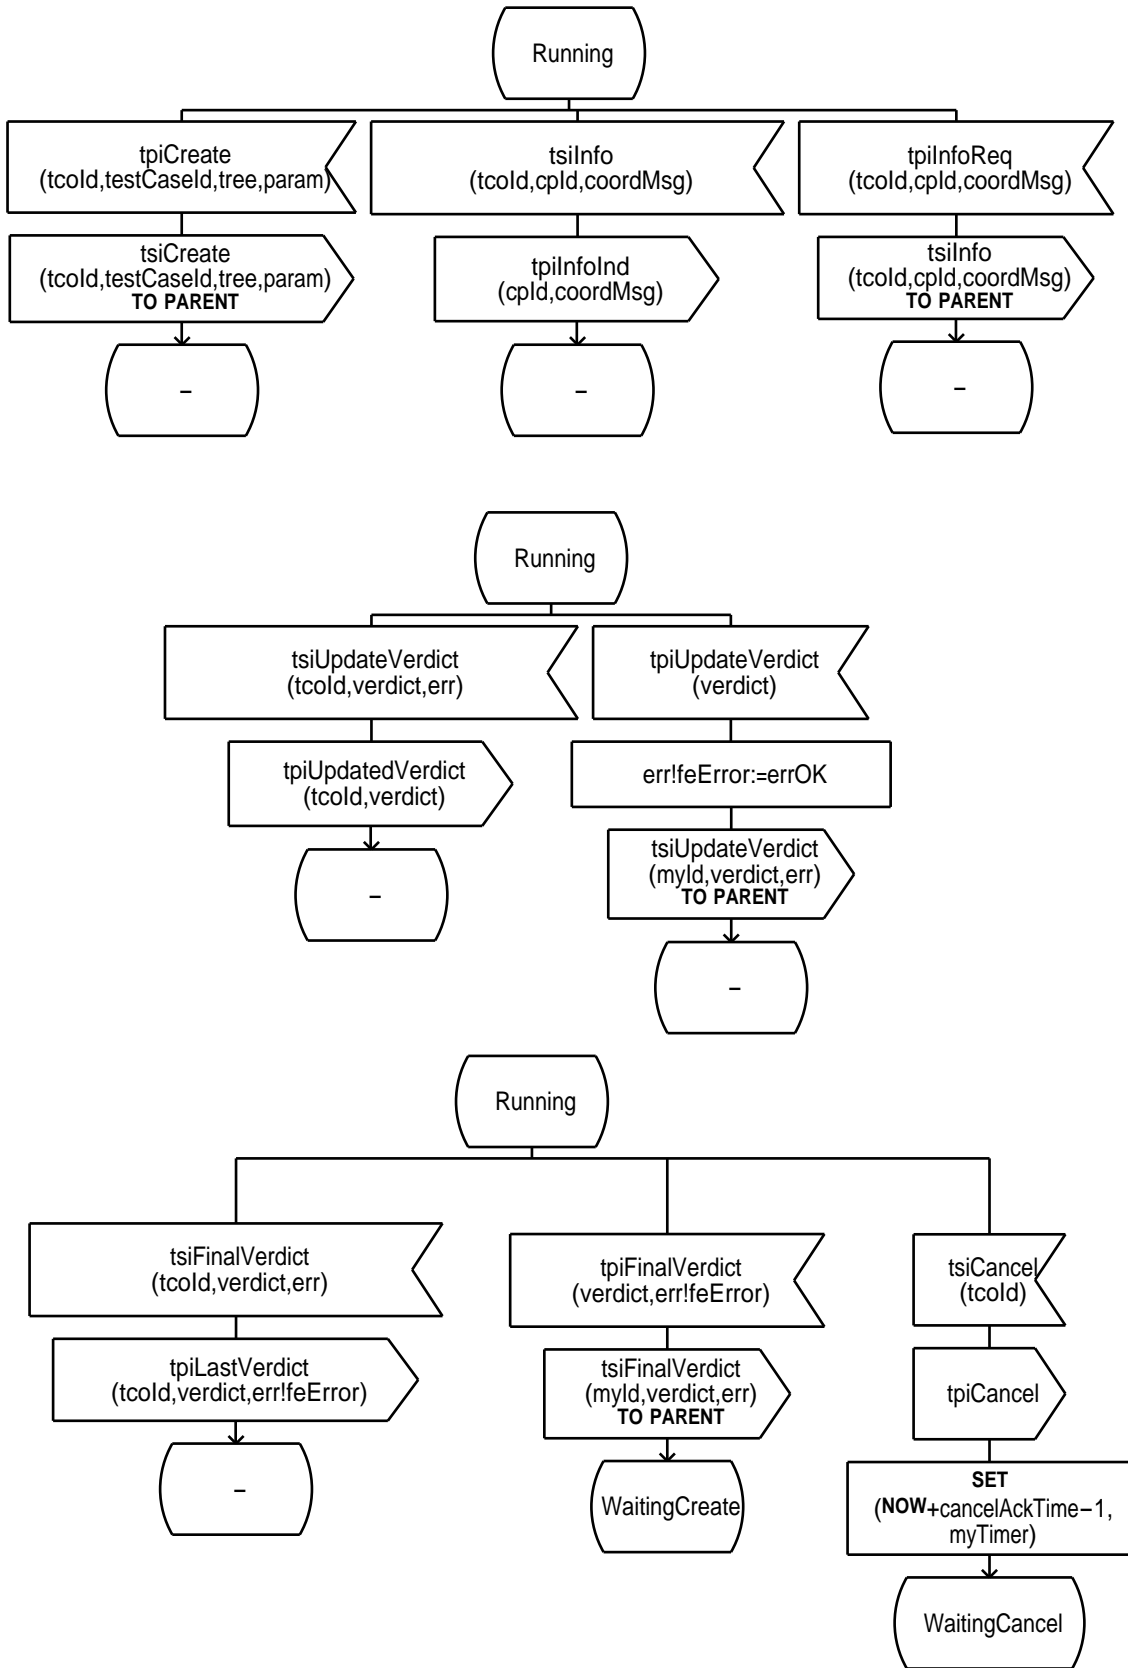 Running
tpiCreate
(tcoId,testCaseId,tree,param)
tsiInfo
(tcoId,cpId,coordMsg)
tpiInfoReq
(tcoId,cpId,coordMsg)
tsiCreate
(tcoId,testCaseId,tree,param)
TO PARENT
tpiInfoInd
(cpId,coordMsg)
tsiInfo
(tcoId,cpId,coordMsg)
TO PARENT
–
–
–
Running
tsiUpdateVerdict
(tcoId,verdict,err)
tpiUpdateVerdict
(verdict)
tpiUpdatedVerdict
(tcoId,verdict)
err!feError:=errOK
tsiUpdateVerdict
(myId,verdict,err)
TO PARENT
–
–
Running
tsiFinalVerdict
(tcoId,verdict,err)
tpiFinalVerdict
(verdict,err!feError)
tsiCancel
(tcoId)
tpiLastVerdict
(tcoId,verdict,err!feError)
tsiFinalVerdict
(myId,verdict,err)
TO PARENT
tpiCancel
–
WaitingCreate
SET
(NOW+cancelAckTime–1,
myTimer)
WaitingCancel